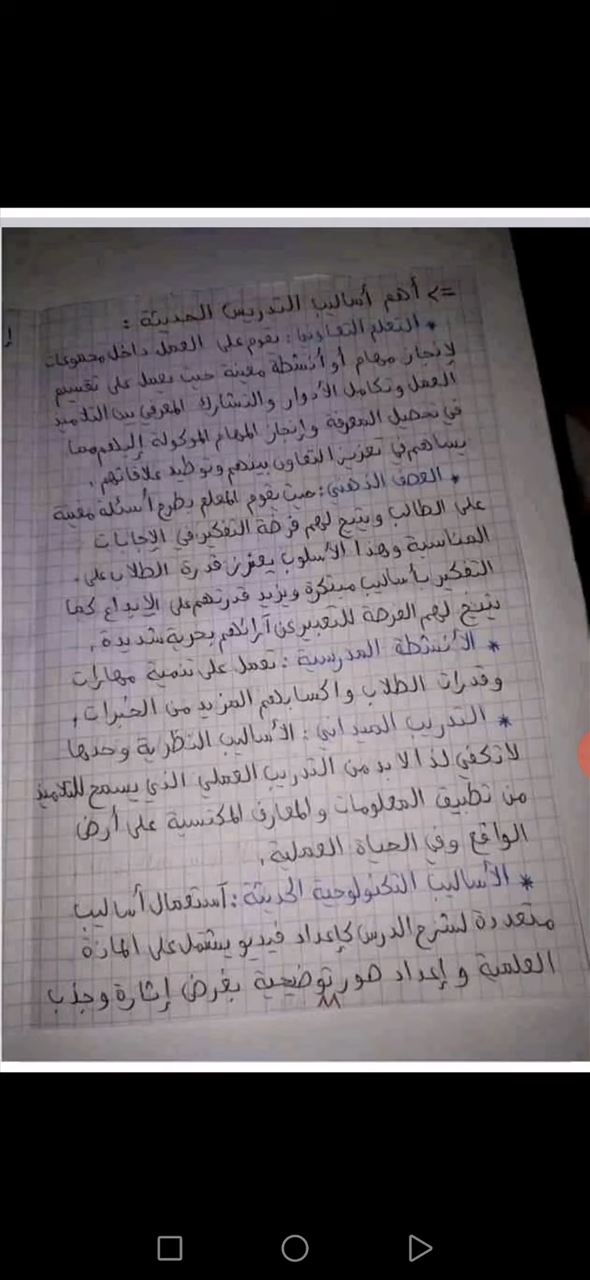 => أهم أساليب التدريس الحديثة :
* التعلم التعاوني : يقوم على العمل داخل مجموعات
لإنجاز مهام أو أنشطة معينة حيث يعمل على تقسيم
العمل وتكامل الأدوار والتشارك المعرفي بين التلاميذ
في تحصيل المعرفة وإنجاز المهام الموكولة إليهم مما
يساهم في تعزيز التعاون بينهم وتوطيد علاقاتهم .
* العصف الذهني : حيث يقوم المعلم بطرح أسئلة معينة
على الطالب ويتيح لهم فرصة التفكير في الإجابات
المناسبة وهذا الأسلوب يعزز قدرة الطلاب على
التفكير بأساليب مبتكرة ويزيد قدرتهم على الإبداع كما
يتيح لهم الفرصة للتعبير عن آرائهم بحرية شديدة .
* الأنشطة المدرسية : تعمل على تنمية مهارات
وقدرات الطلاب واكسابهم المزيد من الخبرات .
* التدريب الميداني : الأساليب النظرية وحدها
لا تكفي لذا لا بد من التدريب العملي الذي يسمح للتلاميذ
من تطبيق المعلومات والمعارف المكتسبة على أرض
الواقع وفي الحياة العملية .
* الأساليب التكنولوجية الحديثة : استعمال أساليب
متعددة لشرح الدرس كإعداد فيديو يشتمل على المادة
العلمية وإعداد صور توضيحية بغرض إثارة وجذب